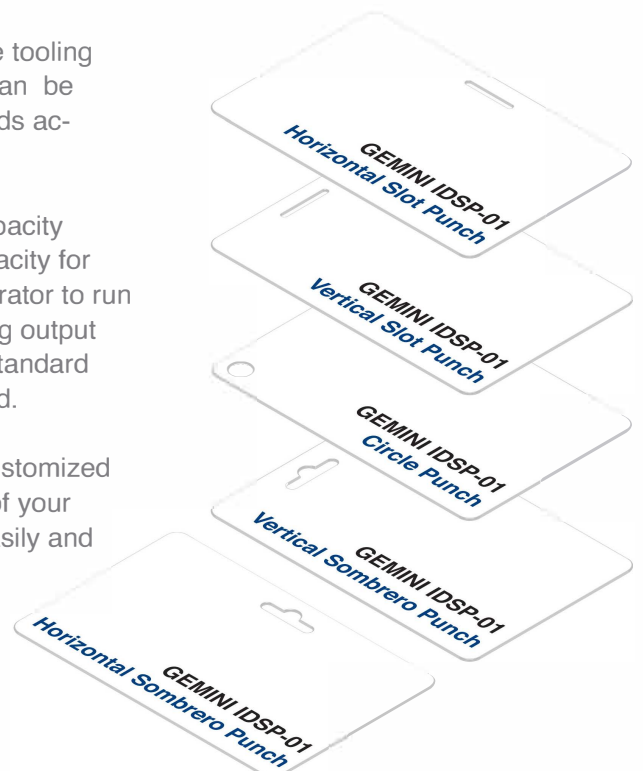 e tooling
an be
ds ac-
pacity
acity for
rator to run
g output
tandard
d.
stomized
of your
sily and
GEMINI IDSP-01
Horizontal Slot Punch
GEMINI IDSP-01
Vertical Slot Punch
GEMINI IDSP-01
Circle Punch
GEMINI IDSP-01
Vertical Sombrero Punch
GEMINI IDSP-01
Horizontal Sombrero Punch